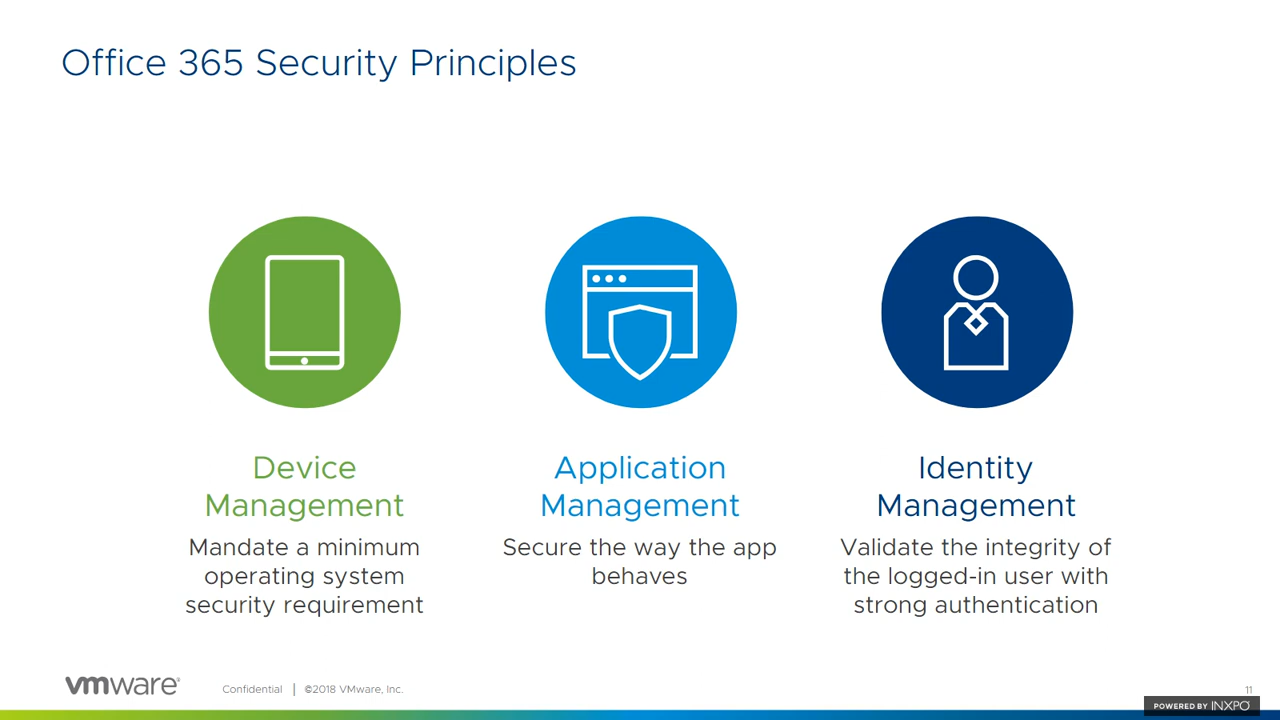 Office 365 Security Principles
Device
Management
Mandate a minimum
operating system
security requirement
Application
Management
Secure the way the app
behaves
Identity
Management
Validate the integrity of
the logged-in user with
strong authentication
vmware®
Confidential | ©2018 VMware, Inc.
11
POWERED BY INXPO